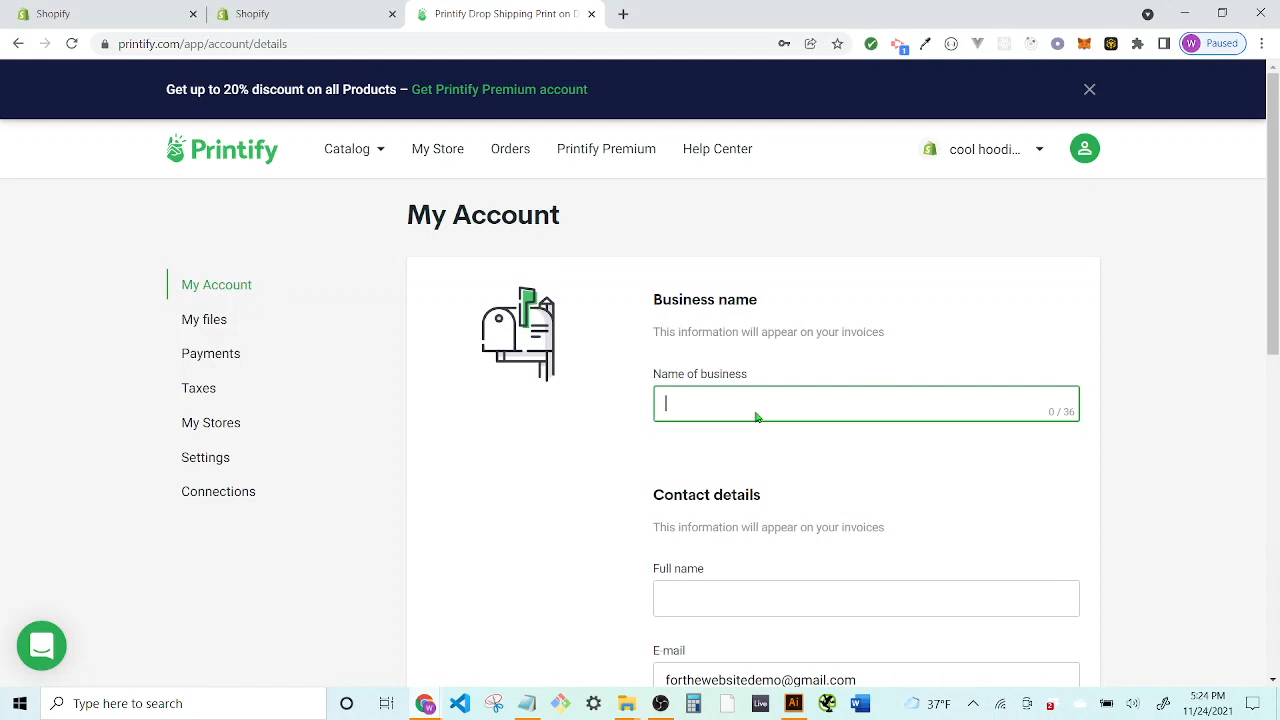 Shopify
Shopify
Printify Drop Shipping Print on D
printify.com/app/account/details
1
W Paused
Get up to 20% discount on all Products – Get Printify Premium account
Printify
Catalog
My Store
Orders
Printify Premium
Help Center
cool hoodi...
My Account
My Account
My files
Payments
Taxes
My Stores
Settings
Connections
Business name
This information will appear on your invoices
Name of business
0 / 36
Contact details
This information will appear on your invoices
Full name
E-mail
forthewebsitedemo@gmail.com
Type here to search
W
Live
Ai
37°F
5:24 PM
11/24/2021